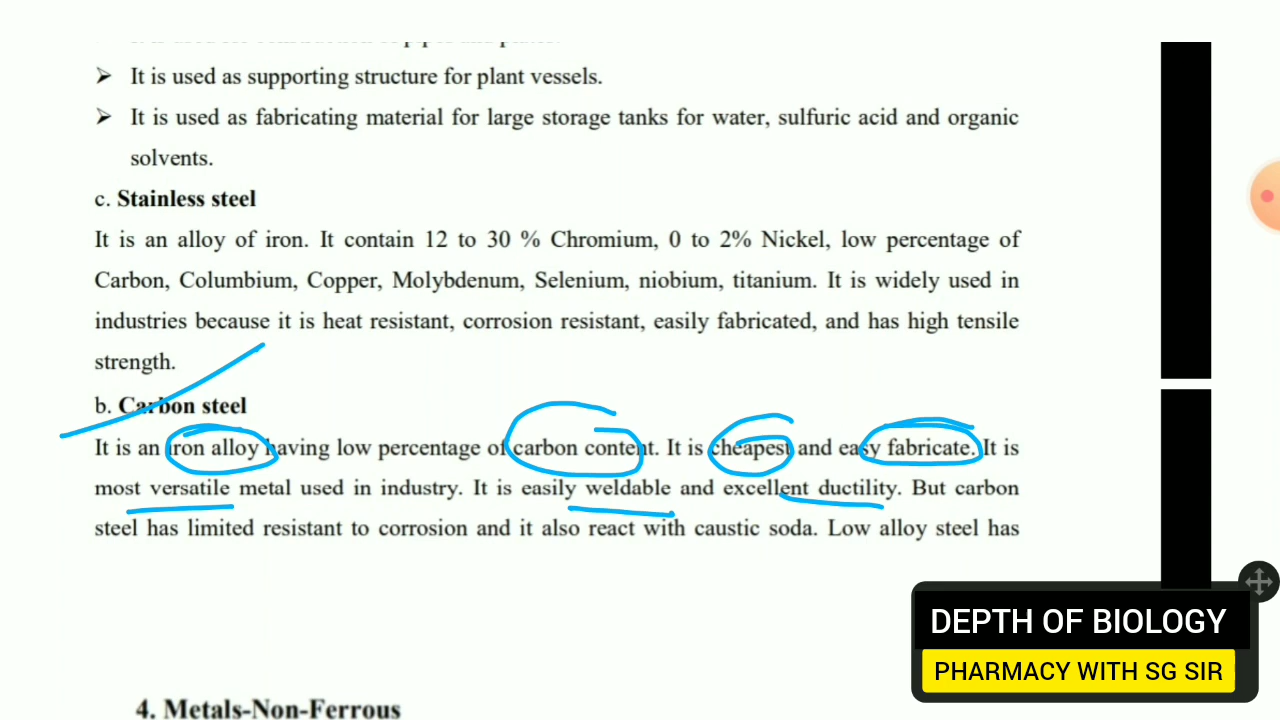 ➤ It is used as supporting structure for plant vessels.
➤ It is used as fabricating material for large storage tanks for water, sulfuric acid and organic
solvents.
c. Stainless steel
It is an alloy of iron. It contain 12 to 30 % Chromium, 0 to 2% Nickel, low percentage of
Carbon, Columbium, Copper, Molybdenum, Selenium, niobium, titanium. It is widely used in
industries because it is heat resistant, corrosion resistant, easily fabricated, and has high tensile
strength.
b. Carbon steel
It is an iron alloy having low percentage of carbon content. It is cheapest and easy fabricate. It is
most versatile metal used in industry. It is easily weldable and excellent ductility. But carbon
steel has limited resistant to corrosion and it also react with caustic soda. Low alloy steel has
DEPTH OF BIOLOGY
PHARMACY WITH SG SIR
4. Metals-Non-Ferrous